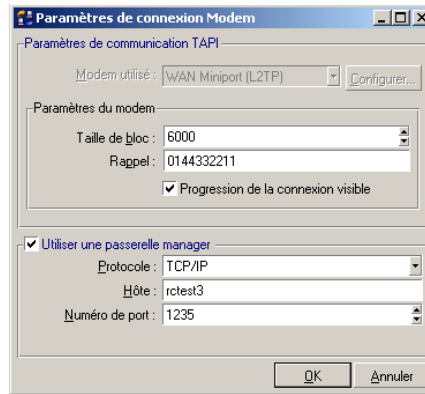 Paramètres de connexion Modem
Paramètres de communication TAPI
Modem utilisé : WAN Miniport (L2TP) Configurer...
Paramètres du modem
Taille de bloc : 6000
Rappel : 0144332211
Progression de la connexion visible
Utiliser une passerelle manager
Protocole : TCP/IP
Hôte : rctest3
Numéro de port : 1235
OK Annuler